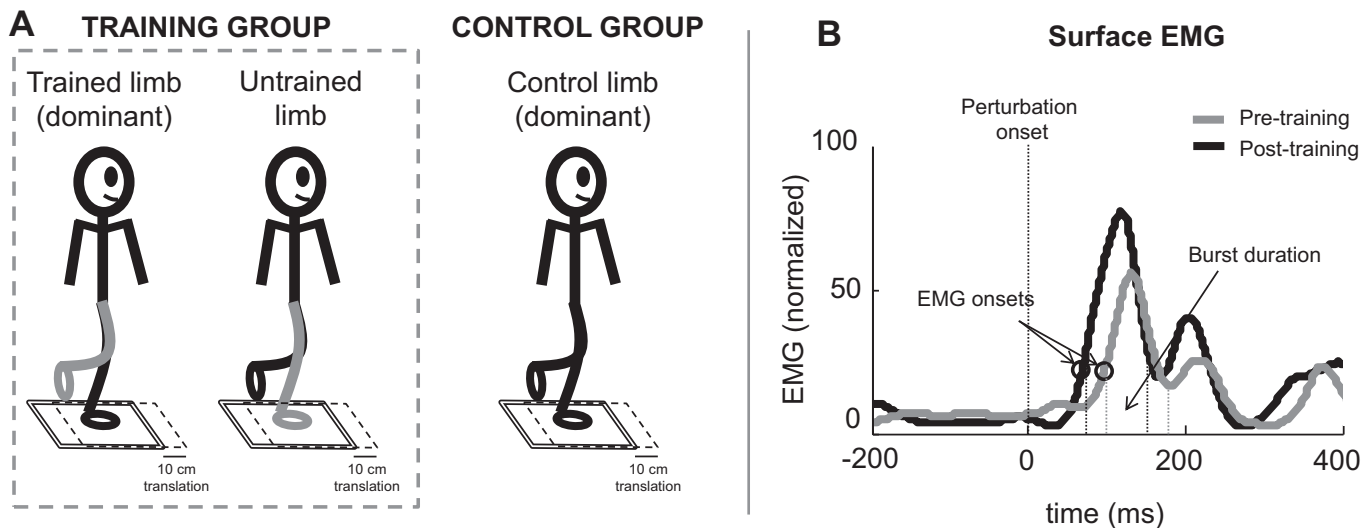 A
TRAINING GROUP
CONTROL GROUP
Trained limb
(dominant)
Untrained
limb
Control limb
(dominant)
10 cm
translation
10 cm
translation
10 cm
translation
B
Surface EMG
Perturbation
onset
Pre-training
Post-training
100
50
0
EMG (normalized)
EMG onsets
Burst duration
-200
0
200
400
time (ms)